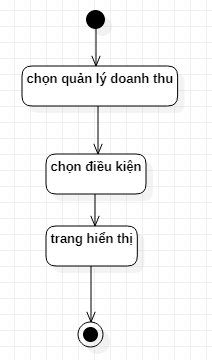 chọn quản lý doanh thu
chọn điều kiện
trang hiển thị